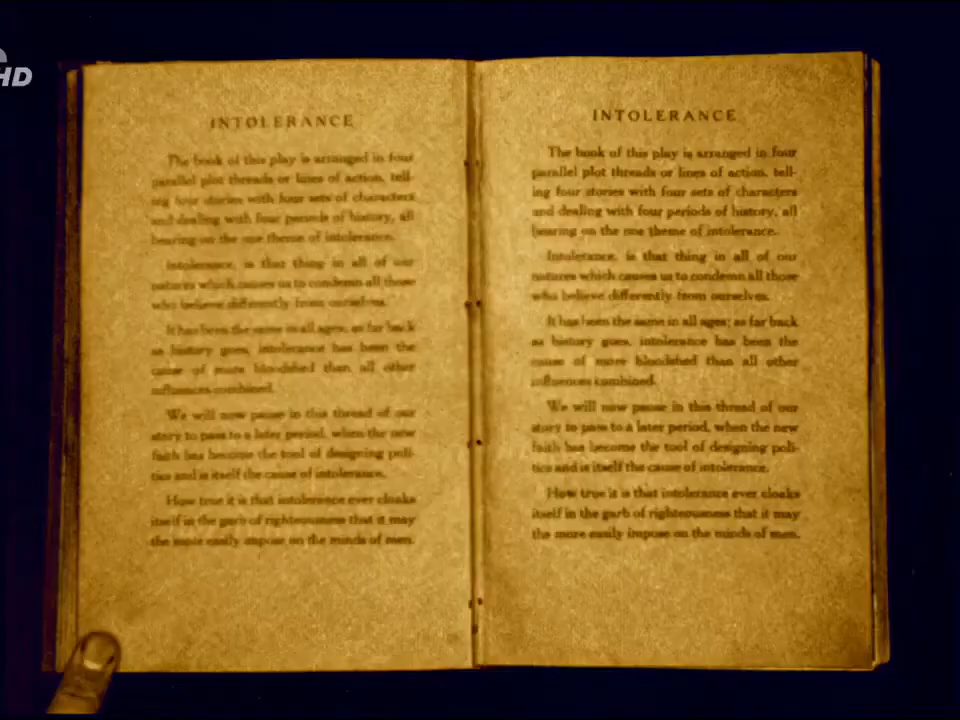 HD
INTOLERANCE
The book of this play is arranged in four
parallel plot threads or lines of action, tell-
ing four stories with four sets of characters
and dealing with four periods of history, all
bearing on the one theme of intolerance.
Intolerance, is that thing in all of our
natures which causes us to condemn all those
who believe differently from ourselves.
It has been the same in all ages; as far back
as history goes, intolerance has been the
cause of more bloodshed than all other
influences combined.
We will now pause in this thread of our
story to pass to a later period, when the new
faith has become the tool of designing poli-
tics and is itself the cause of intolerance.
How true it is that intolerance ever cloaks
itself in the garb of righteousness that it may
the more easily impose on the minds of men.
INTOLERANCE
The book of this play is arranged in four
parallel plot threads or lines of action, tell-
ing four stories with four sets of characters
and dealing with four periods of history, all
bearing on the one theme of intolerance.
Intolerance, is that thing in all of our
natures which causes us to condemn all those
who believe differently from ourselves.
It has been the same in all ages; as far back
as history goes, intolerance has been the
cause of more bloodshed than all other
influences combined.
We will now pause in this thread of our
story to pass to a later period, when the new
faith has become the tool of designing poli-
tics and is itself the cause of intolerance.
How true it is that intolerance ever cloaks
itself in the garb of righteousness that it may
the more easily impose on the minds of men.